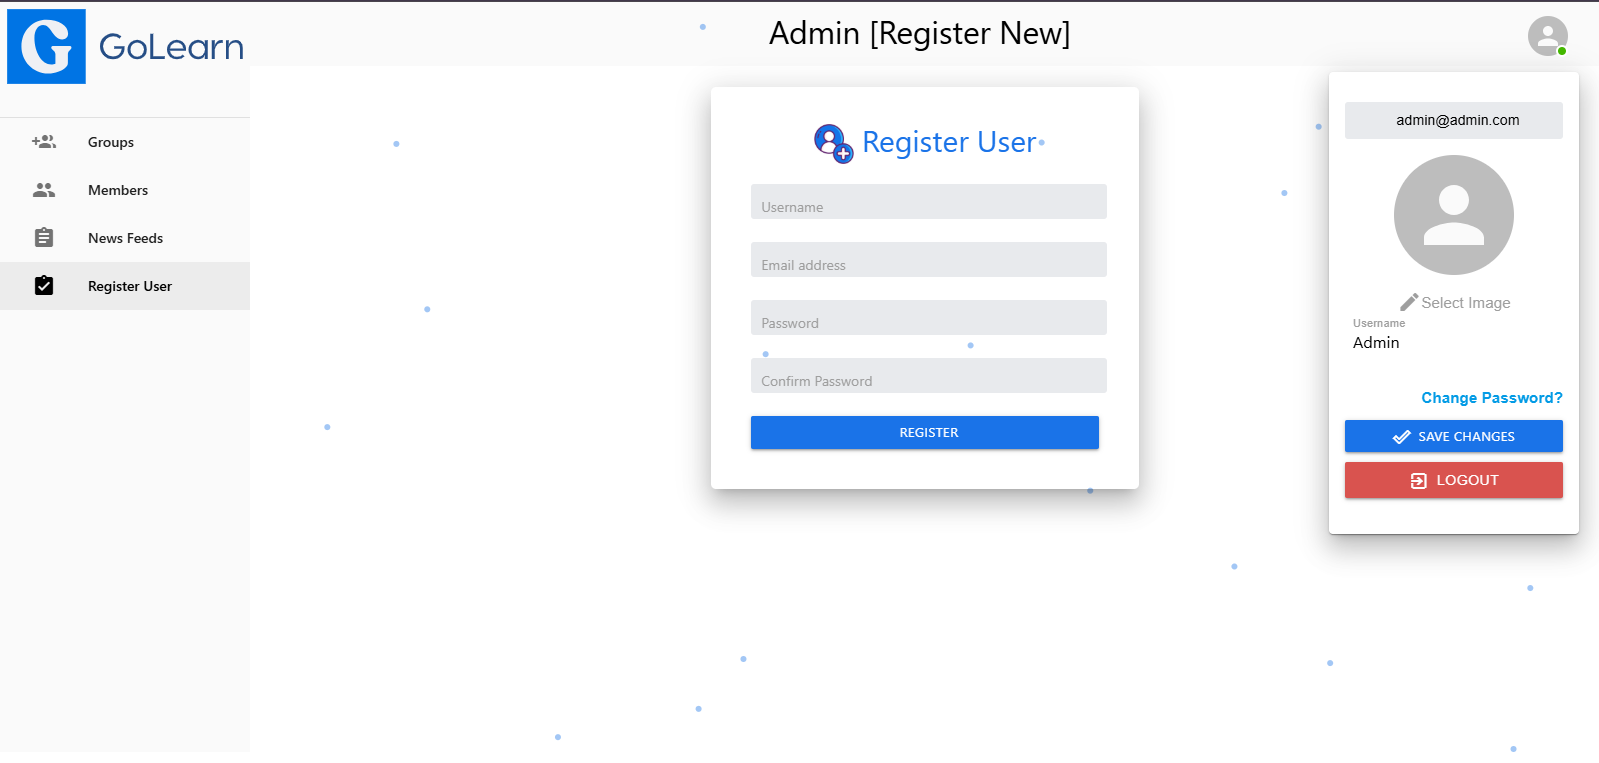 GoLearn
Admin [Register New]
Groups
Members
News Feeds
Register User
Register User
Username
Email address
Password
Confirm Password
REGISTER
admin@admin.com
Select Image
Username
Admin
Change Password?
SAVE CHANGES
LOGOUT